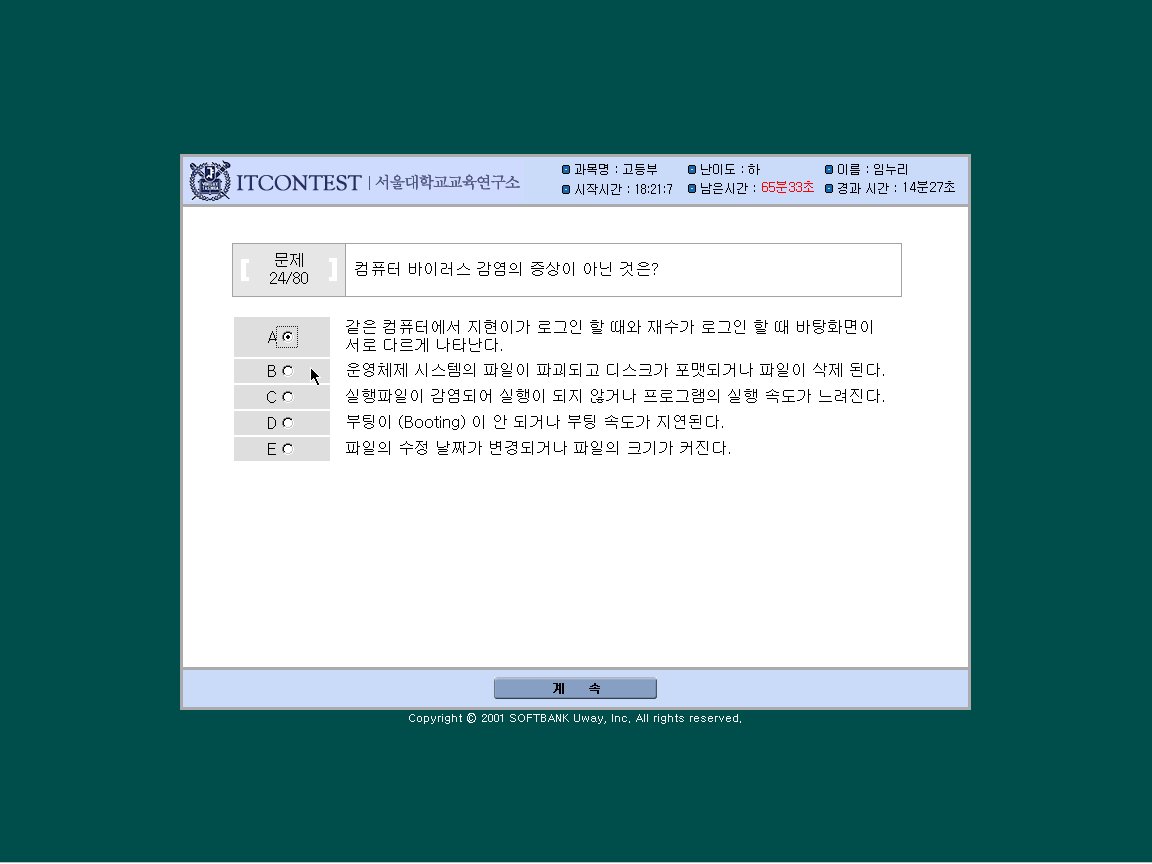 ITCONTEST | 서울대학교교육연구소
과목명 : 고등부 난이도 : 하 이름 : 임누리
시작시간 : 18:21:7 남은시간 : 65분33초 경과 시간 : 14분27초
[ 문제 24/80 ] 컴퓨터 바이러스 감염의 증상이 아닌 것은?
A 같은 컴퓨터에서 지현이가 로그인 할 때와 재수가 로그인 할 때 바탕화면이
서로 다르게 나타난다.
B 운영체제 시스템의 파일이 파괴되고 디스크가 포맷되거나 파일이 삭제 된다.
C 실행파일이 감염되어 실행이 되지 않거나 프로그램의 실행 속도가 느려진다.
D 부팅이 (Booting) 이 안 되거나 부팅 속도가 지연된다.
E 파일의 수정 날짜가 변경되거나 파일의 크기가 커진다.
계 속
Copyright © 2001 SOFTBANK Uway, Inc. All rights reserved.